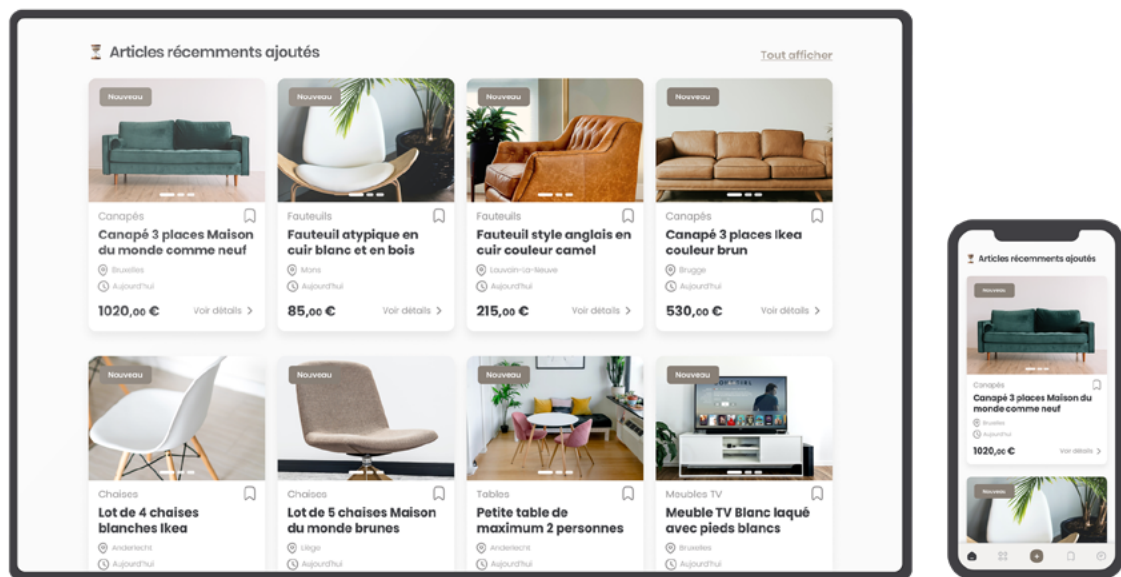 Articles récemments ajoutés
Tout afficher
Nouveau
Canapés
Canapé 3 places Maison
du monde comme neuf
Bruxelles
Aujourd'hui
1020,00 €
Voir détails
Nouveau
Fauteuils
Fauteuil atypique en
cuir blanc et en bois
Mons
Aujourd'hui
85,00 €
Voir détails
Nouveau
Fauteuils
Fauteuil style anglais en
cuir couleur camel
Louvain-La-Neuve
Aujourd'hui
215,00 €
Voir détails
Nouveau
Canapés
Canapé 3 places Ikea
couleur brun
Brugge
Aujourd'hui
530,00 €
Voir détails
Nouveau
Chaises
Lot de 4 chaises
blanches Ikea
Anderlecht
Aujourd'hui
Nouveau
Chaises
Lot de 5 chaises Maison
du monde brunes
Liège
Aujourd'hui
Nouveau
Tables
Petite table de
maximum 2 personnes
Anderlecht
Aujourd'hui
Nouveau
Meubles TV
Meuble TV Blanc laqué
avec pieds blancs
Bruxelles
Aujourd'hui
Articles récemments ajoutés
Nouveau
Canapés
Canapé 3 places Maison du
monde comme neuf
Bruxelles
Aujourd'hui
1020,00 €
Voir détails
Nouveau